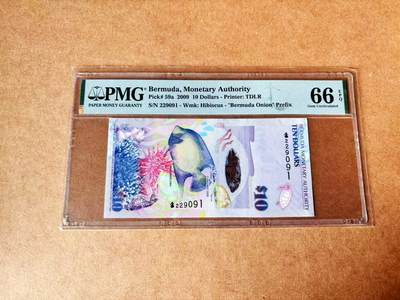 PMG
PAPER MONEY GUARANTY
Bermuda, Monetary Authority
Pick# 59a 2009 10 Dollars - Printer: TDLR
S/N 229091 - Wmk: Hibiscus - "Bermuda Onion" Prefix
66 EPQ
Gem Uncirculated
229091
229091
BERMUDA MONETARY AUTHORITY
TEN DOLLARS
$10
10